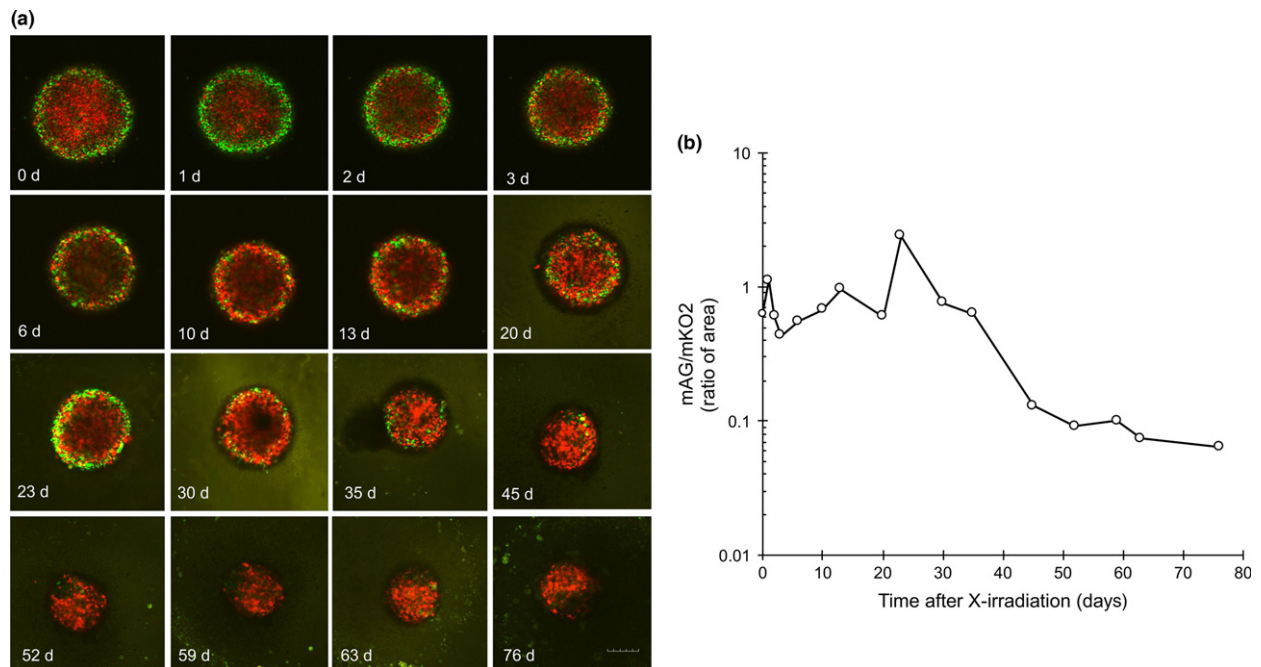 (a)
0 d
1 d
2 d
3 d
6 d
10 d
13 d
20 d
23 d
30 d
35 d
45 d
52 d
59 d
63 d
76 d
(b)
mAG/mKO2
(ratio of area)
10
1
0.1
0.01
0 10 20 30 40 50 60 70 80
Time after X-irradiation (days)